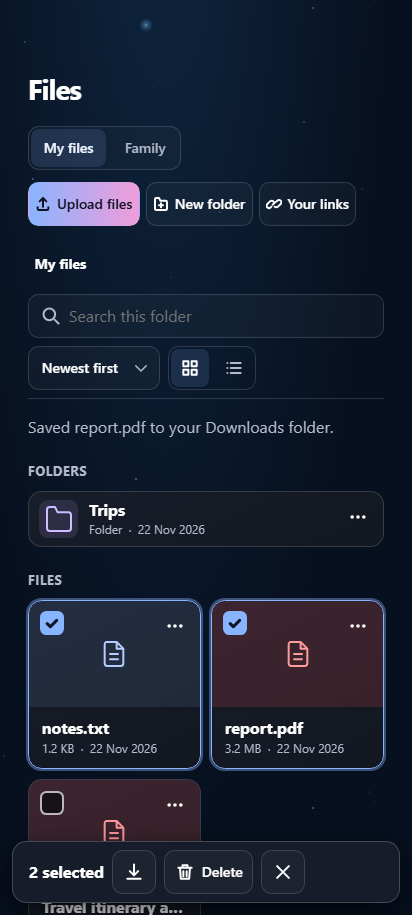 Files
My files Family
Upload files New folder Your links
My files
Search this folder
Newest first
Saved report.pdf to your Downloads folder.
FOLDERS
Trips
Folder · 22 Nov 2026
FILES
notes.txt
1.2 KB · 22 Nov 2026
report.pdf
3.2 MB · 22 Nov 2026
2 selected Delete
Travel itinerary a...